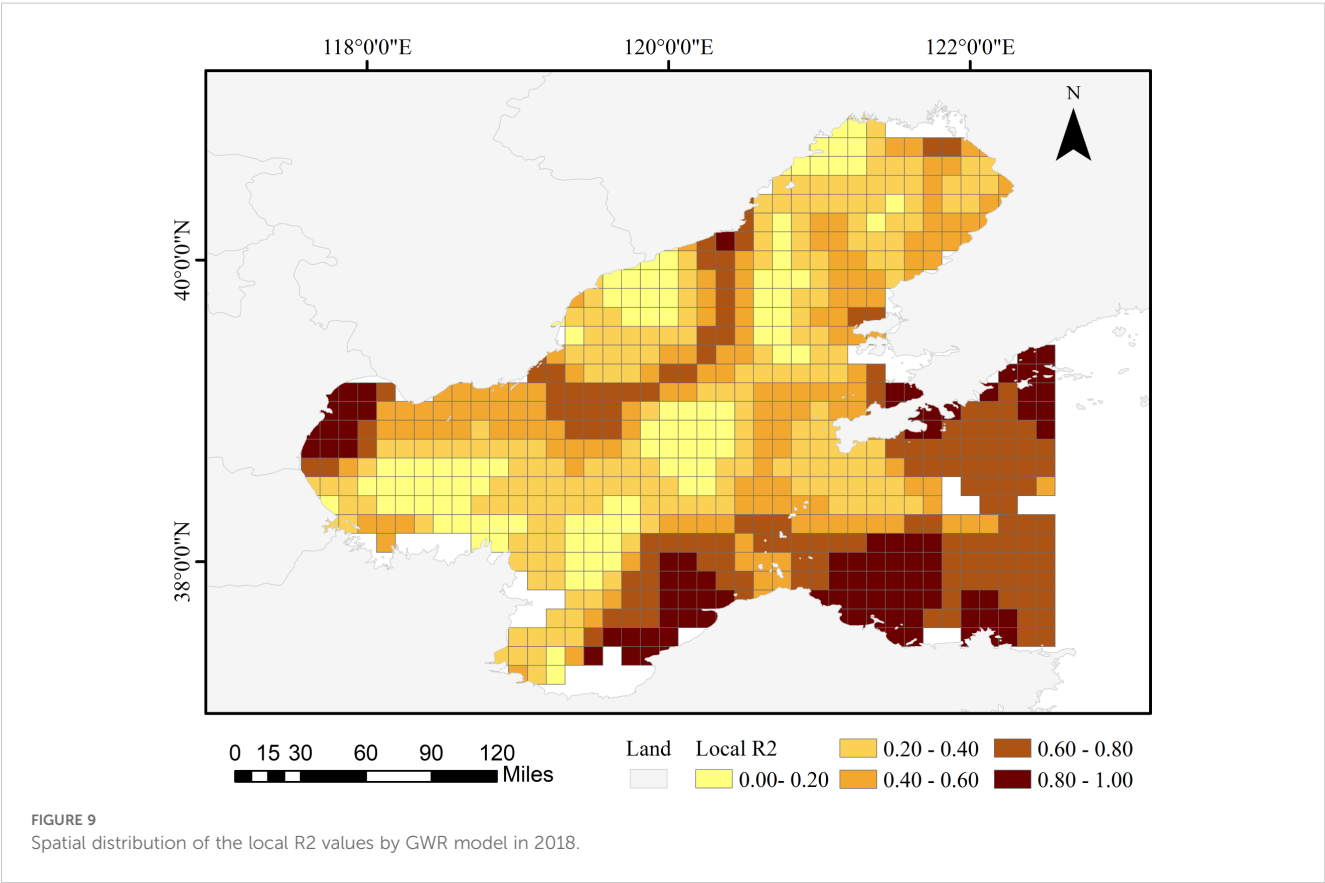 118°0'0"E 120°0'0"E 122°0'0"E
N
40°0'0"N
38°0'0"N
0 15 30 60 90 120
Miles
Land Local R2
0.00- 0.20
0.20 - 0.40
0.40 - 0.60
0.60 - 0.80
0.80 - 1.00
FIGURE 9
Spatial distribution of the local R2 values by GWR model in 2018.